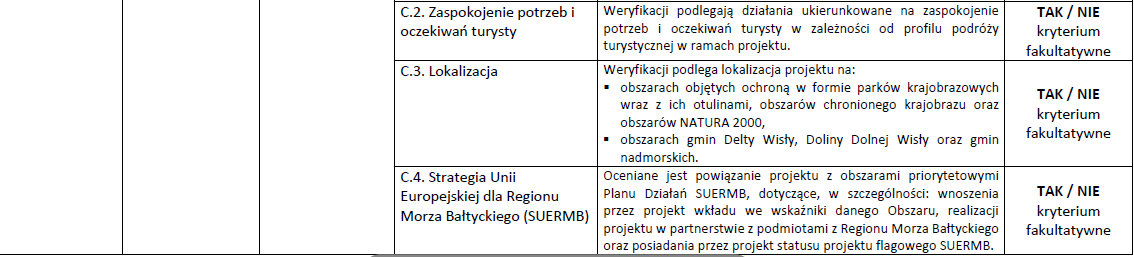 C.2. Zaspokojenie potrzeb i
oczekiwań turysty
Weryfikacji podlegają działania ukierunkowane na zaspokojenie
potrzeb i oczekiwań turysty w zależności od profilu podróży
turystycznej w ramach projektu.
TAK / NIE
kryterium
fakultatywne
C.3. Lokalizacja
Weryfikacji podlega lokalizacja projektu na:
▪ obszarach objętych ochroną w formie parków krajobrazowych
wraz z ich otulinami, obszarów chronionego krajobrazu oraz
obszarów NATURA 2000,
▪ obszarach gmin Delty Wisły, Doliny Dolnej Wisły oraz gmin
nadmorskich.
TAK / NIE
kryterium
fakultatywne
C.4. Strategia Unii
Europejskiej dla Regionu
Morza Bałtyckiego (SUERMB)
Oceniane jest powiązanie projektu z obszarami priorytetowymi
Planu Działań SUERMB, dotyczące, w szczególności: wnoszenia
przez projekt wkładu we wskaźniki danego Obszaru, realizacji
projektu w partnerstwie z podmiotami z Regionu Morza Bałtyckiego
oraz posiadania przez projekt statusu projektu flagowego SUERMB.
TAK / NIE
kryterium
fakultatywne